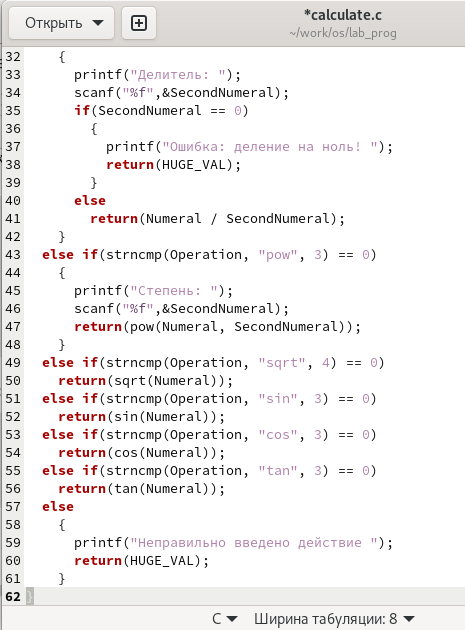 Открыть
*calculate.c
~/work/os/lab_prog
32 {
33 printf("Делитель: ");
34 scanf("%f",&SecondNumeral);
35 if(SecondNumeral == 0)
36 {
37 printf("Ошибка: деление на ноль! ");
38 return(HUGE_VAL);
39 }
40 else
41 return(Numeral / SecondNumeral);
42 }
43 else if(strncmp(Operation, "pow", 3) == 0)
44 {
45 printf("Степень: ");
46 scanf("%f",&SecondNumeral);
47 return(pow(Numeral, SecondNumeral));
48 }
49 else if(strncmp(Operation, "sqrt", 4) == 0)
50 return(sqrt(Numeral));
51 else if(strncmp(Operation, "sin", 3) == 0)
52 return(sin(Numeral));
53 else if(strncmp(Operation, "cos", 3) == 0)
54 return(cos(Numeral));
55 else if(strncmp(Operation, "tan", 3) == 0)
56 return(tan(Numeral));
57 else
58 {
59 printf("Неправильно введено действие ");
60 return(HUGE_VAL);
61 }
62 }
C Ширина табуляции: 8